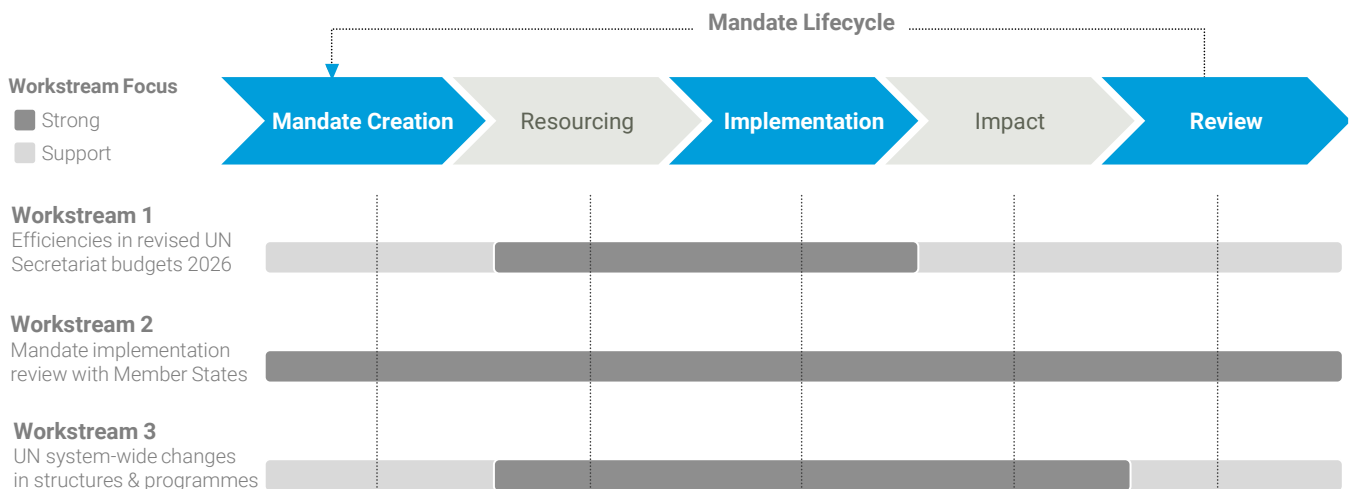 Mandate Lifecycle
Workstream Focus
Strong
Support
Mandate Creation
Resourcing
Implementation
Impact
Review
Workstream 1
Efficiencies in revised UN
Secretariat budgets 2026
Workstream 2
Mandate implementation
review with Member States
Workstream 3
UN system-wide changes
in structures & programmes